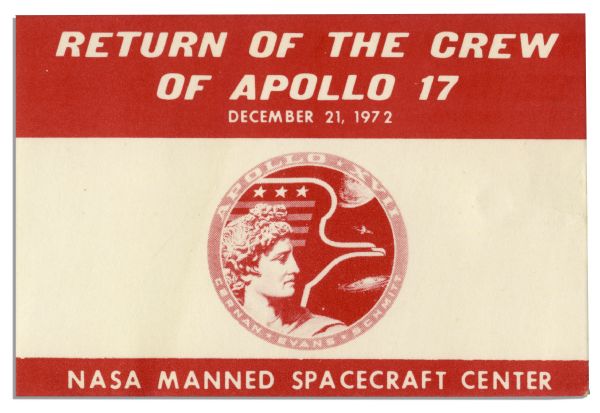 RETURN OF THE CREW
OF APOLLO 17
DECEMBER 21, 1972
APOLLO XVII
CERNAN ★ EVANS ★ SCHMITT
NASA MANNED SPACECRAFT CENTER